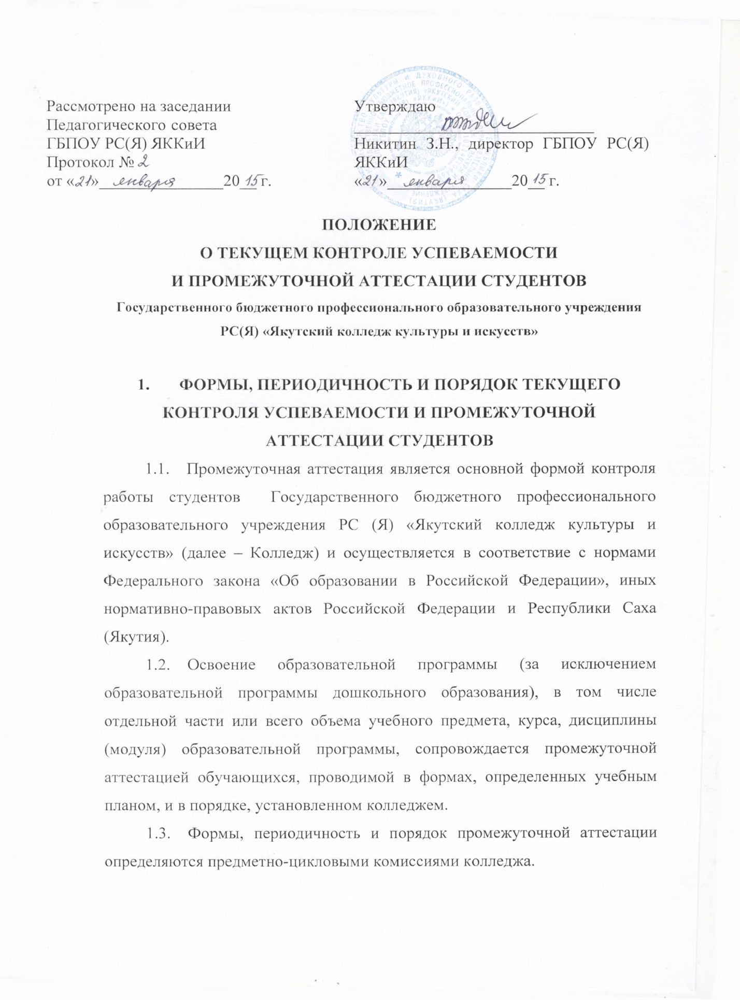 Рассмотрено на заседании
Педагогического совета
ГБПОУ РС(Я) ЯККиИ
Протокол № 2
от «21» января 2015 г.
Утверждаю
Никитин З.Н., директор ГБПОУ РС(Я)
ЯККиИ
«21» января 2015 г.
ПОЛОЖЕНИЕ
О ТЕКУЩЕМ КОНТРОЛЕ УСПЕВАЕМОСТИ
И ПРОМЕЖУТОЧНОЙ АТТЕСТАЦИИ СТУДЕНТОВ
Государственного бюджетного профессионального образовательного учреждения
РС(Я) «Якутский колледж культуры и искусств»
1. ФОРМЫ, ПЕРИОДИЧНОСТЬ И ПОРЯДОК ТЕКУЩЕГО
КОНТРОЛЯ УСПЕВАЕМОСТИ И ПРОМЕЖУТОЧНОЙ
АТТЕСТАЦИИ СТУДЕНТОВ
1.1. Промежуточная аттестация является основной формой контроля
работы студентов Государственного бюджетного профессионального
образовательного учреждения РС (Я) «Якутский колледж культуры и
искусств» (далее – Колледж) и осуществляется в соответствие с нормами
Федерального закона «Об образовании в Российской Федерации», иных
нормативно-правовых актов Российской Федерации и Республики Саха
(Якутия).
1.2. Освоение образовательной программы (за исключением
образовательной программы дошкольного образования), в том числе
отдельной части или всего объема учебного предмета, курса, дисциплины
(модуля) образовательной программы, сопровождается промежуточной
аттестацией обучающихся, проводимой в формах, определенных учебным
планом, и в порядке, установленном колледжем.
1.3. Формы, периодичность и порядок промежуточной аттестации
определяются предметно-цикловыми комиссиями колледжа.